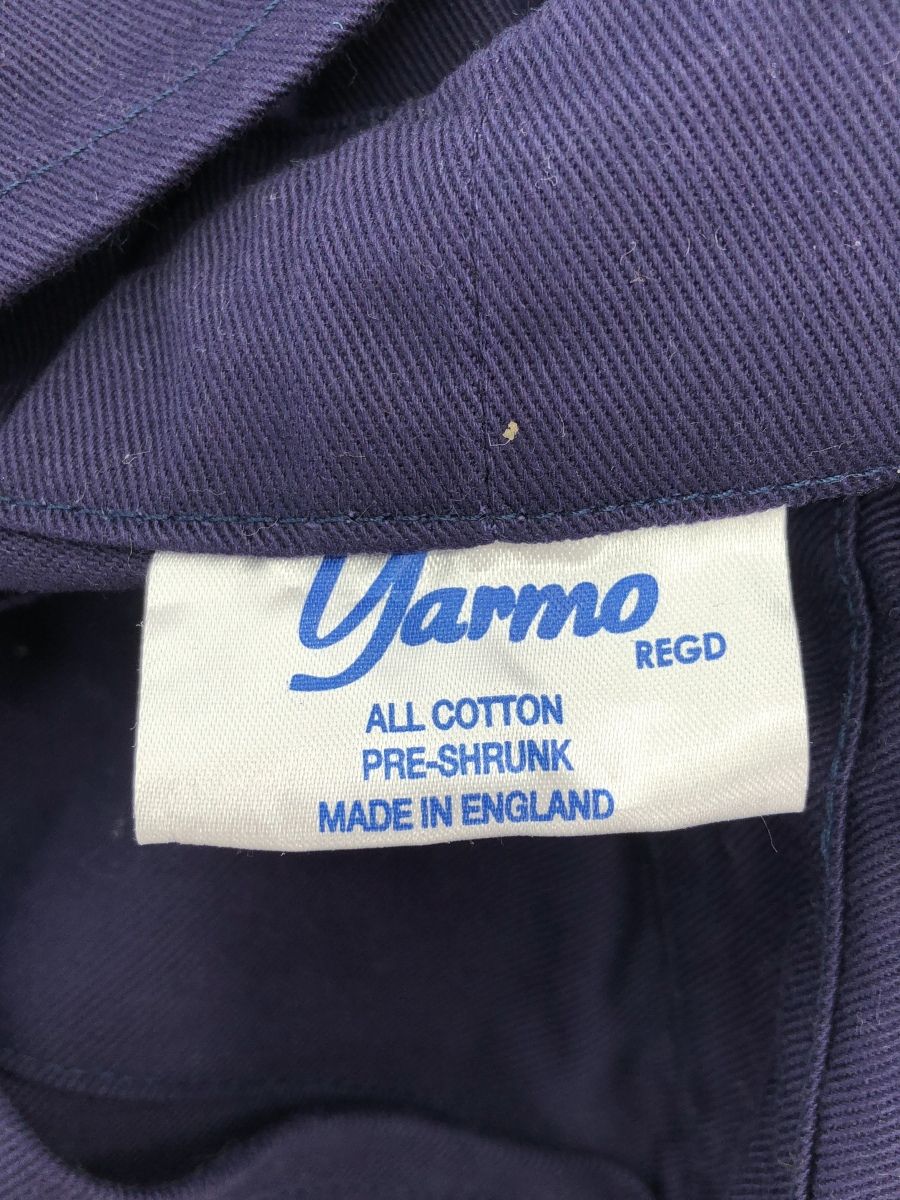 Yarmo
REGD
ALL COTTON
PRE-SHRUNK
MADE IN ENGLAND